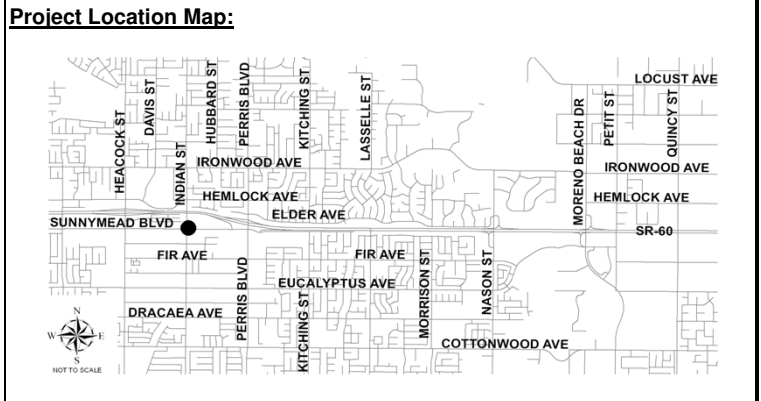 Project Location Map:
LOCUST AVE
HEACOCK ST
DAVIS ST
INDIAN ST
HUBBARD ST
PERRIS BLVD
KITCHING ST
LASSELLE ST
MORENO BEACH DR
PETIT ST
QUINCY ST
IRONWOOD AVE
IRONWOOD AVE
HEMLOCK AVE
HEMLOCK AVE
ELDER AVE
SUNNYMEAD BLVD
SR-60
FIR AVE
FIR AVE
PERRIS BLVD
EUCALYPTUS AVE
KITCHING ST
MORRISON ST
NASON ST
DRACAEA AVE
COTTONWOOD AVE
N
W
E
S
NOT TO SCALE